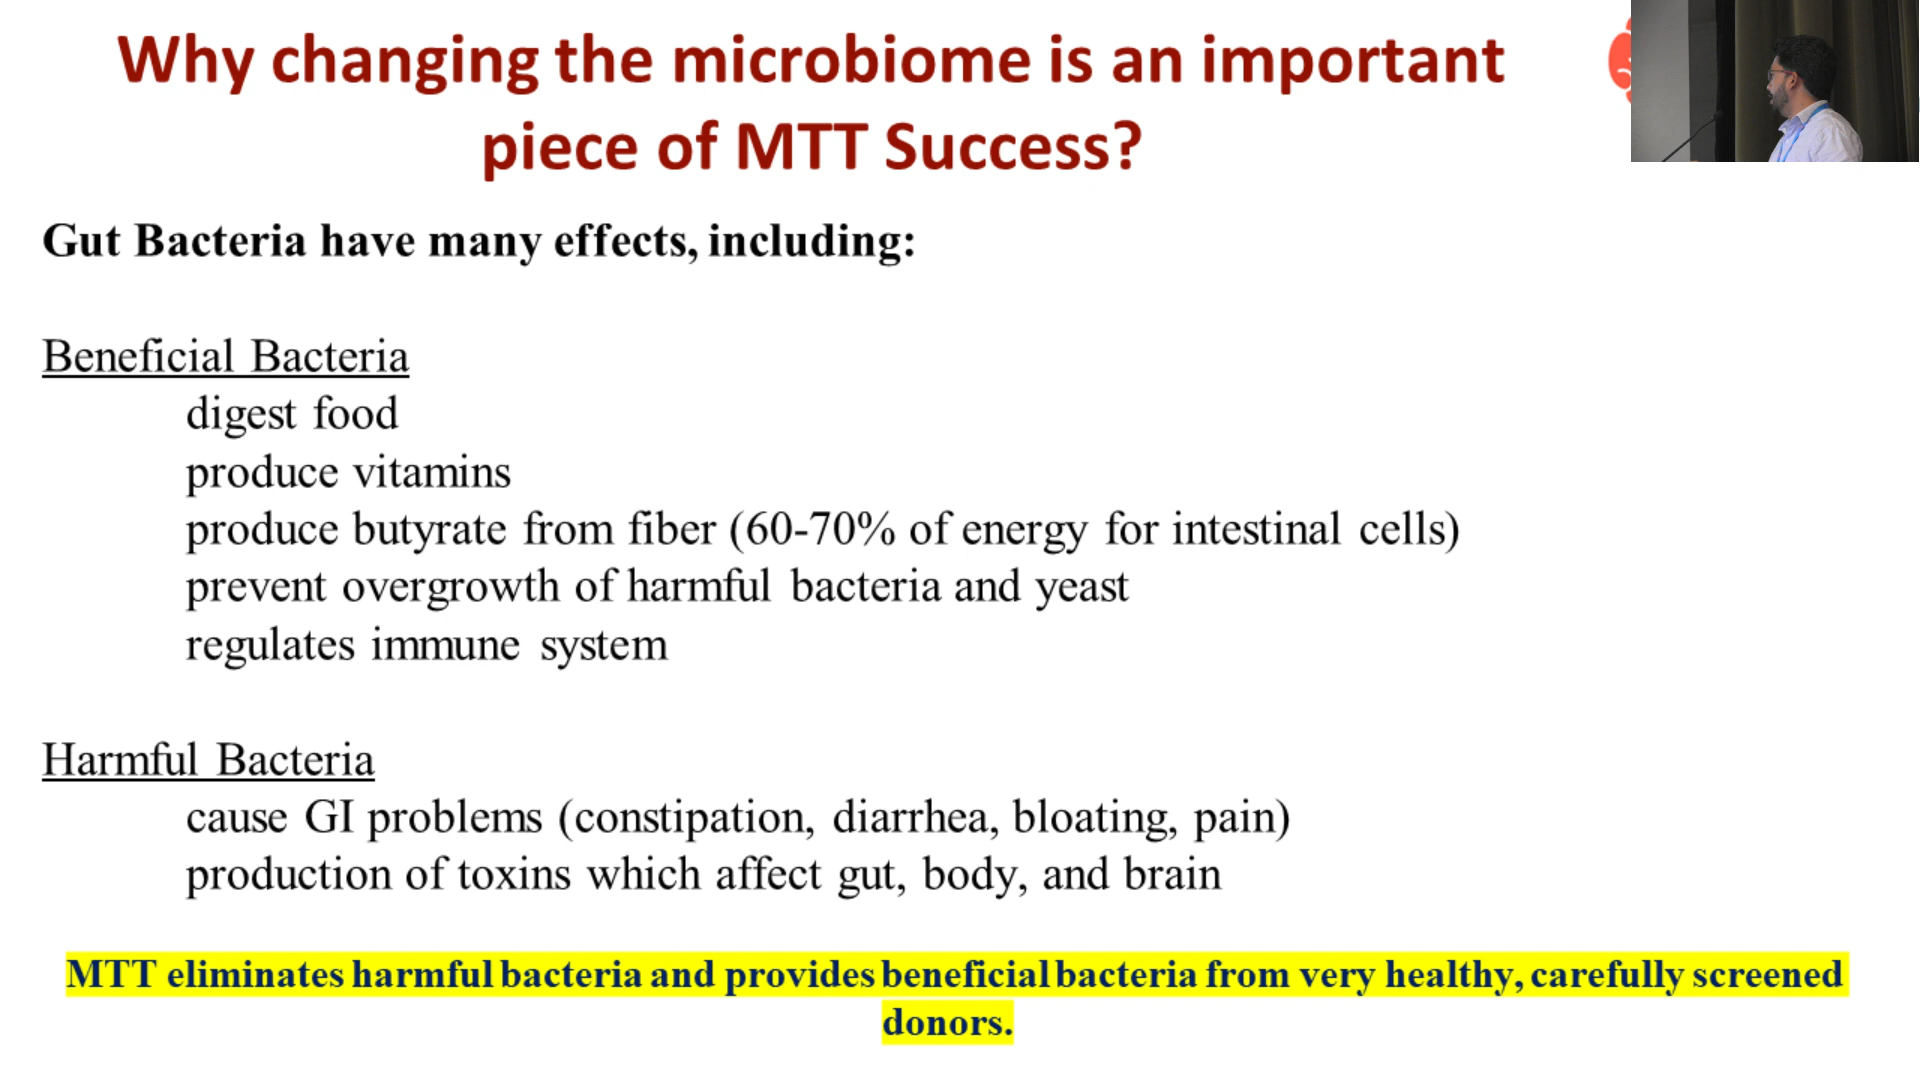 Why changing the microbiome is an important
piece of MTT Success?
Gut Bacteria have many effects, including:
Beneficial Bacteria
digest food
produce vitamins
produce butyrate from fiber (60-70% of energy for intestinal cells)
prevent overgrowth of harmful bacteria and yeast
regulates immune system
Harmful Bacteria
cause GI problems (constipation, diarrhea, bloating, pain)
production of toxins which affect gut, body, and brain
MTT eliminates harmful bacteria and provides beneficial bacteria from very healthy, carefully screened
donors.